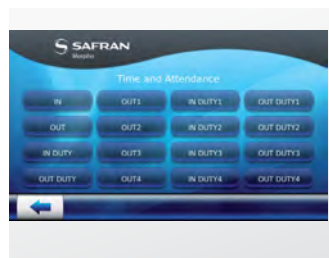 SAFRAN
Morpho
Time and Attendance
IN OUT1 IN DUTY1 OUT DUTY1
OUT OUT2 IN DUTY2 OUT DUTY2
IN DUTY OUT3 IN DUTY3 OUT DUTY3
OUT DUTY OUT4 IN DUTY4 OUT DUTY4